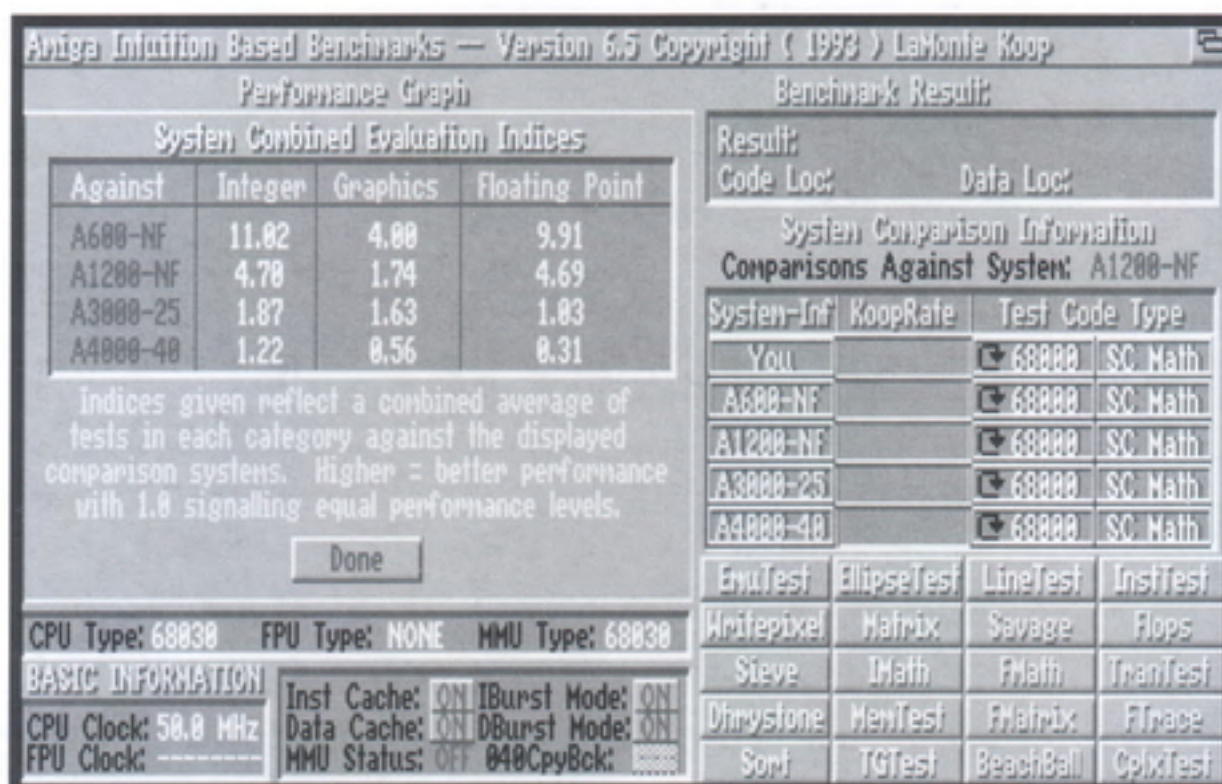 Amiga Intuition Based Benchmarks — Version 6.5 Copyright ( 1993 ) LaMonte Koop
Performance Graph
System Combined Evaluation Indices
Against Integer Graphics Floating Point
A600-NF 11.02 4.00 9.91
A1200-NF 4.70 1.74 4.69
A3000-25 1.87 1.63 1.03
A4000-40 1.22 0.56 0.31
Indices given reflect a combined average of
tests in each category against the displayed
comparison systems. Higher = better performance
with 1.0 signalling equal performance levels.
Done
CPU Type: 68030 FPU Type: NONE MMU Type: 68030
BASIC INFORMATION
CPU Clock: 50.0 MHz
FPU Clock: --------
Inst Cache: ON IBurst Mode: ON
Data Cache: ON DBurst Mode: ON
MMU Status: OFF 040CpyBck:
Benchmark Result:
Result:
Code Loc: Data Loc:
System Comparison Information
Comparisons Against System: A1200-NF
System-Inf KoopRate Test Code Type
You 68000 SC Math
A600-NF 68000 SC Math
A1200-NF 68000 SC Math
A3000-25 68000 SC Math
A4000-40 68000 SC Math
EmuTest EllipseTest LineTest InstTest
Writepixel Matrix Savage Flops
Sieve IMath FMath TranTest
Dhrystone MemTest FMatrix FTrace
Sort TGTest BeachBall CplxTest